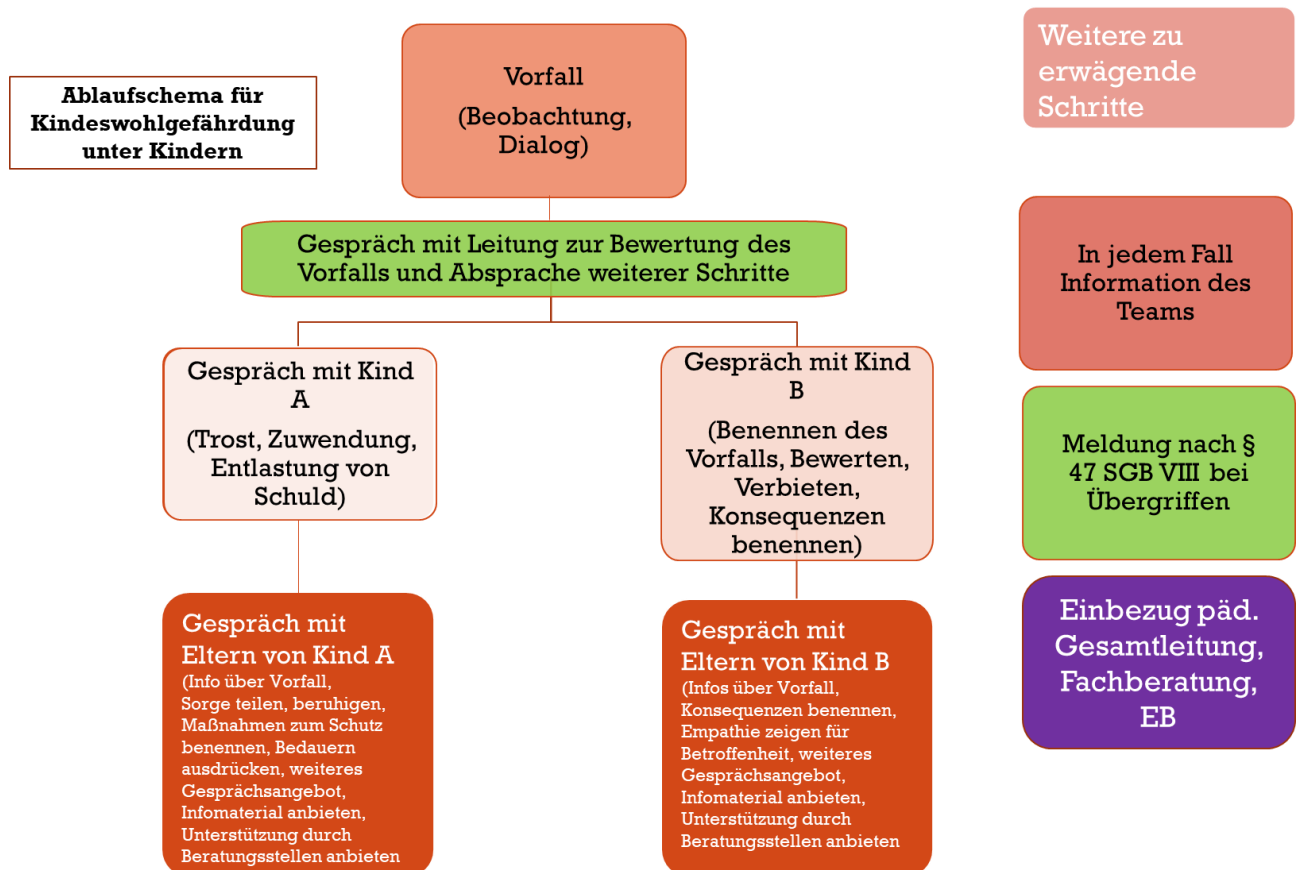 Ablaufschema für
Kindeswohlgefährdung
unter Kindern
Vorfall
(Beobachtung,
Dialog)
Gespräch mit Leitung zur Bewertung des
Vorfalls und Absprache weiterer Schritte
Gespräch mit Kind
A
(Trost, Zuwendung,
Entlastung von
Schuld)
Gespräch mit Kind
B
(Benennen des
Vorfalls, Bewerten,
Verbieten,
Konsequenzen
benennen)
Gespräch mit
Eltern von Kind A
(Info über Vorfall,
Sorge teilen, beruhigen,
Maßnahmen zum Schutz
benennen, Bedauern
ausdrücken, weiteres
Gesprächsangebot,
Infomaterial anbieten,
Unterstützung durch
Beratungsstellen anbieten
Gespräch mit
Eltern von Kind B
(Infos über Vorfall,
Konsequenzen benennen,
Empathie zeigen für
Betroffenheit, weiteres
Gesprächsangebot,
Infomaterial anbieten,
Unterstützung durch
Beratungsstellen anbieten
Weitere zu
erwägende
Schritte
In jedem Fall
Information des
Teams
Meldung nach §
47 SGB VIII bei
Übergriffen
Einbezug päd.
Gesamtleitung,
Fachberatung,
EB